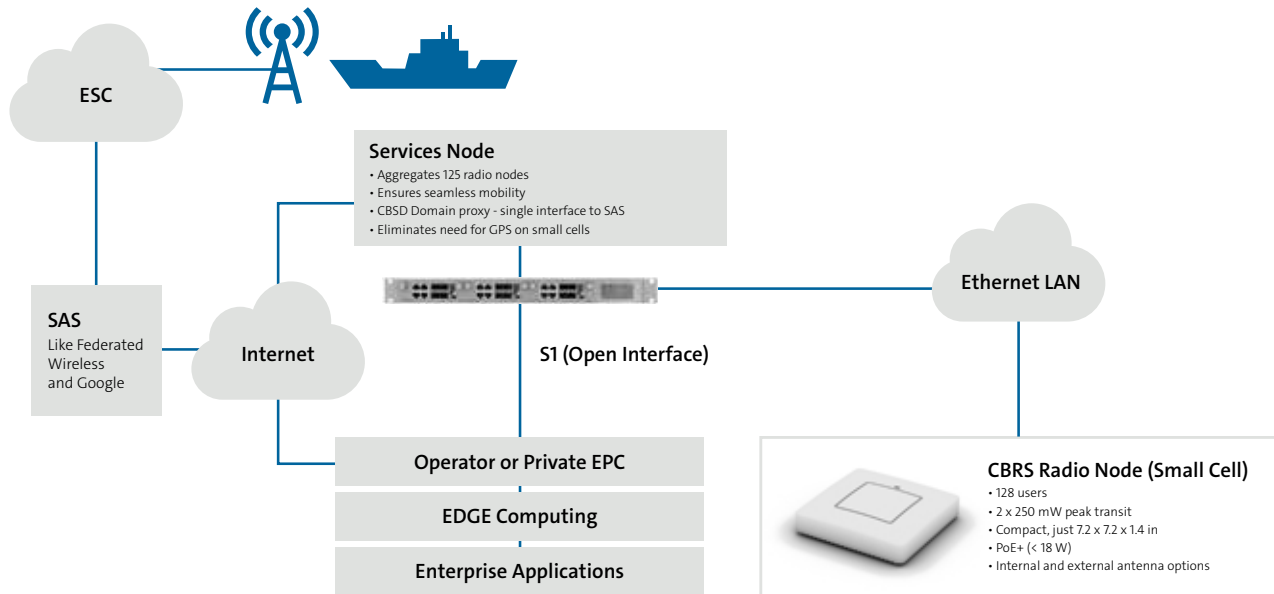 ESC
Services Node
• Aggregates 125 radio nodes
• Ensures seamless mobility
• CBSD Domain proxy - single interface to SAS
• Eliminates need for GPS on small cells
Ethernet LAN
SAS
Like Federated
Wireless
and Google
Internet
S1 (Open Interface)
Operator or Private EPC
EDGE Computing
Enterprise Applications
CBRS Radio Node (Small Cell)
• 128 users
• 2 x 250 mW peak transit
• Compact, just 7.2 x 7.2 x 1.4 in
• PoE+ (< 18 W)
• Internal and external antenna options